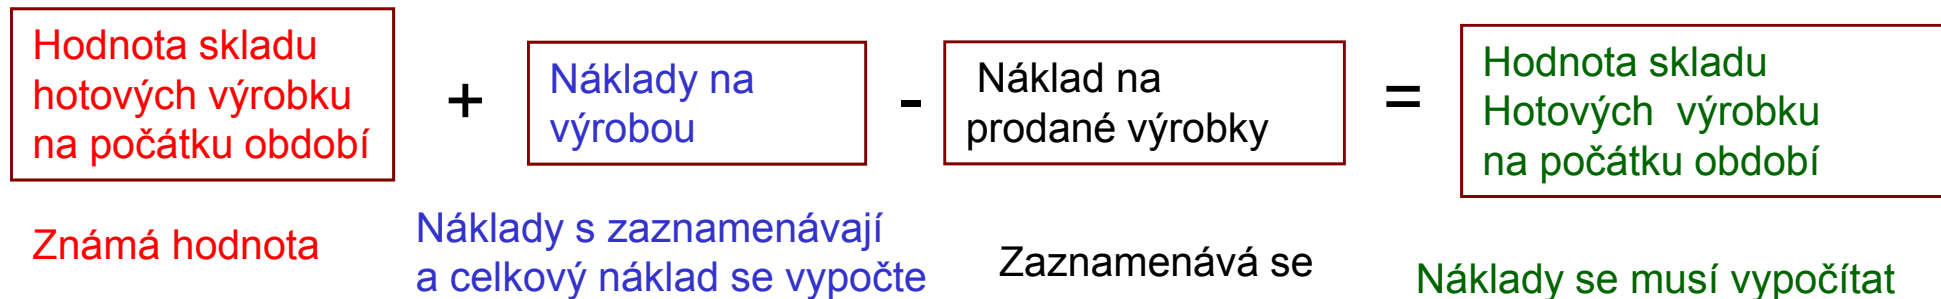 Hodnota skladu
hotových výrobku
na počátku období
+
Náklady na
výrobou
-
Náklad na
prodané výrobky
=
Hodnota skladu
Hotových výrobku
na počátku období
Známá hodnota
Náklady s zaznamenávají
a celkový náklad se vypočte
Zaznamenává se
Náklady se musí vypočítat